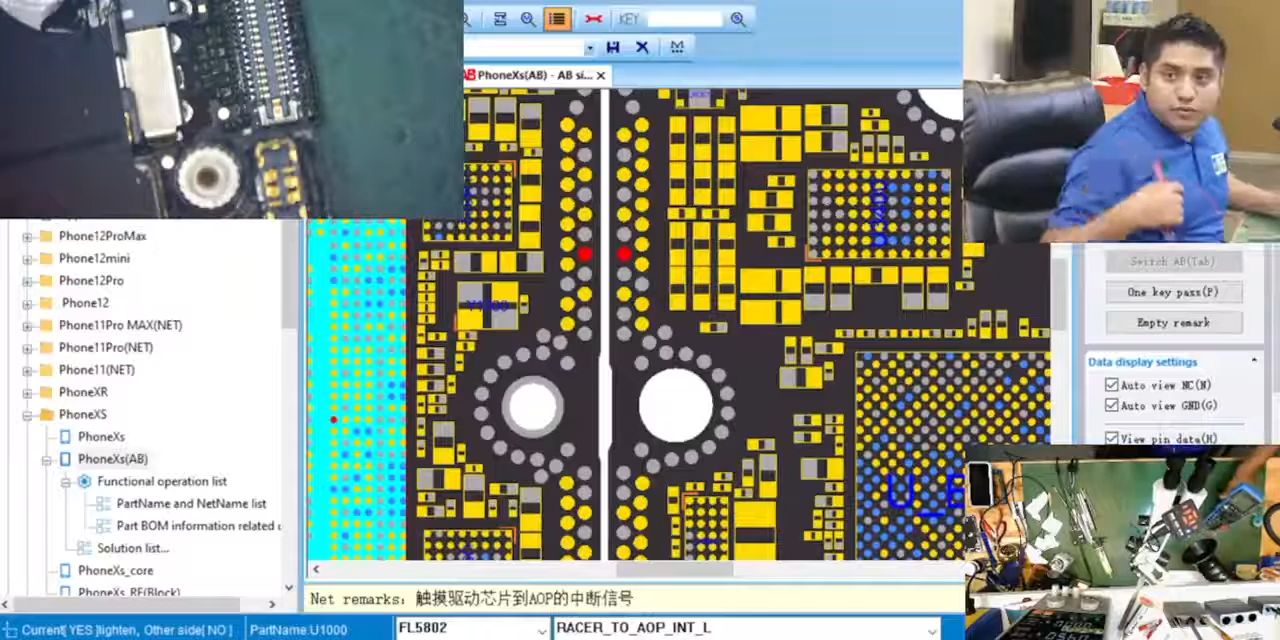 KEY
PhoneXs(AB) - AB si...
Phone12ProMax
Phone12mini
Phone12Pro
Phone12
Phone11Pro MAX(NET)
Phone11Pro(NET)
Phone11(NET)
PhoneXR
PhoneXS
PhoneXs
PhoneXs(AB)
Functional operation list
PartName and NetName list
Part BOM information related
Solution list...
PhoneXs_core
PhoneXs_RF(Block)
Switch AB(Tab)
One key pass(P)
Empty remark
Data display settings
Auto view NC(N)
Auto view GND(G)
View pin data(M)
Net remarks: 触摸驱动芯片到AOP的中断信号
Current[ YES ]lighten, Other side[ NO ]
PartName:U1000
FL5802
RACER_TO_AOP_INT_L